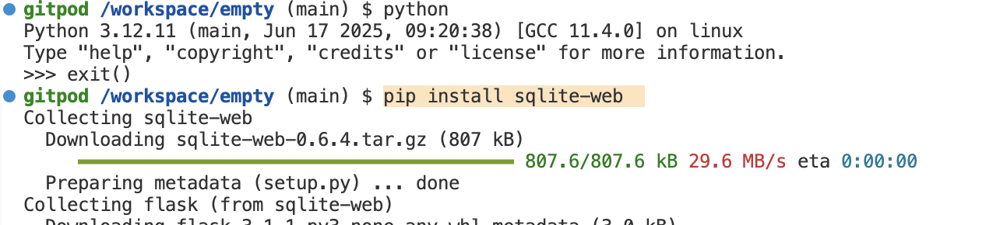 gitpod /workspace/empty (main) $ python
Python 3.12.11 (main, Jun 17 2025, 09:20:38) [GCC 11.4.0] on linux
Type "help", "copyright", "credits" or "license" for more information.
>>> exit()
gitpod /workspace/empty (main) $ pip install sqlite-web
Collecting sqlite-web
  Downloading sqlite-web-0.6.4.tar.gz (807 kB)
807.6/807.6 kB 29.6 MB/s eta 0:00:00
  Preparing metadata (setup.py) ... done
Collecting flask (from sqlite-web)
  Downloading flask-3.1.1-py3-none-any.whl.metadata (3.0 kB)